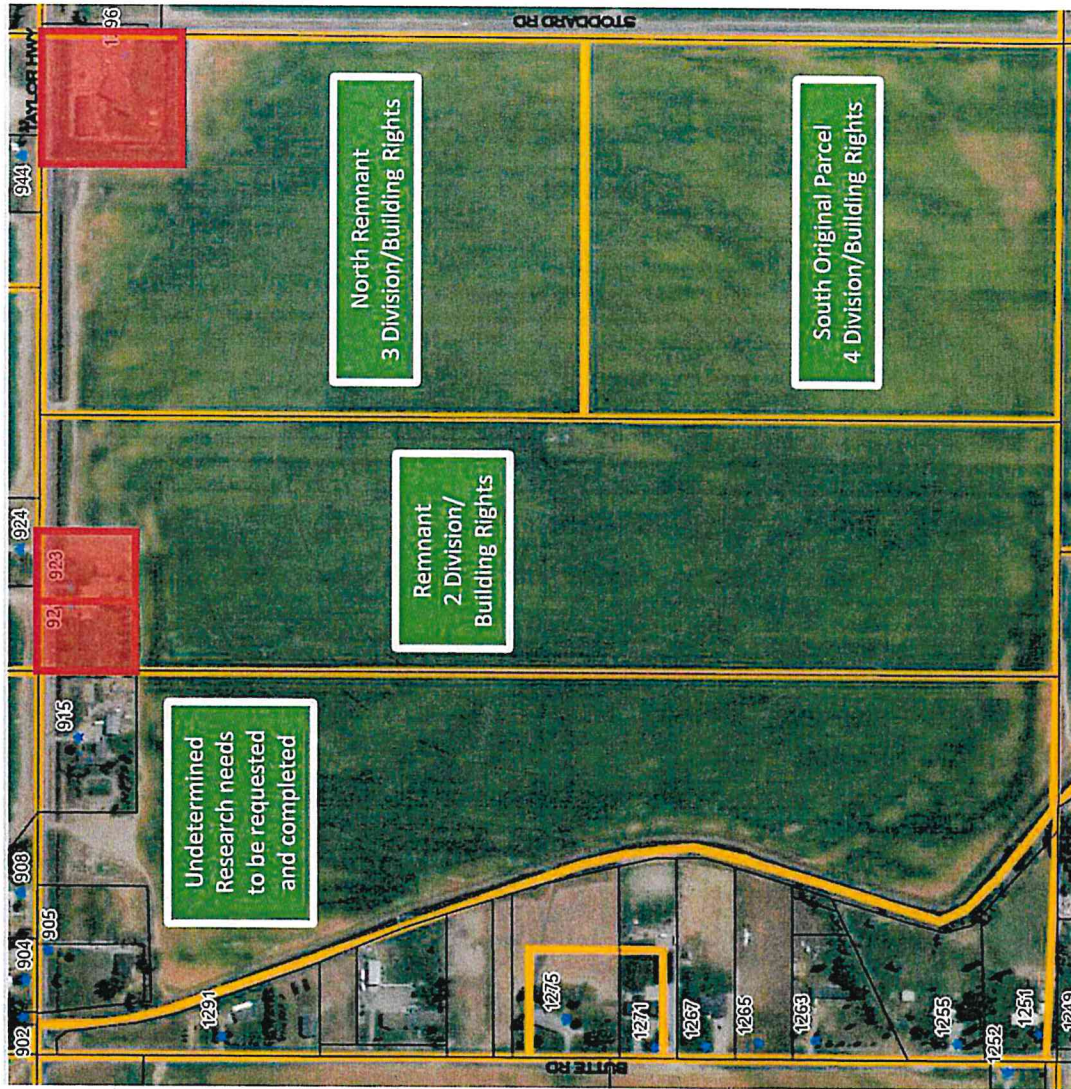 STODDARD RD
TAYLOR HWY
944
924
923
915
908
905
904
902
North Remnant
3 Division/Building Rights
South Original Parcel
4 Division/Building Rights
Remnant
2 Division/
Building Rights
Undetermined
Research needs
to be requested
and completed
1291
1275
1271
1267
1265
1263
1255
1252
1251
BUTTE RD